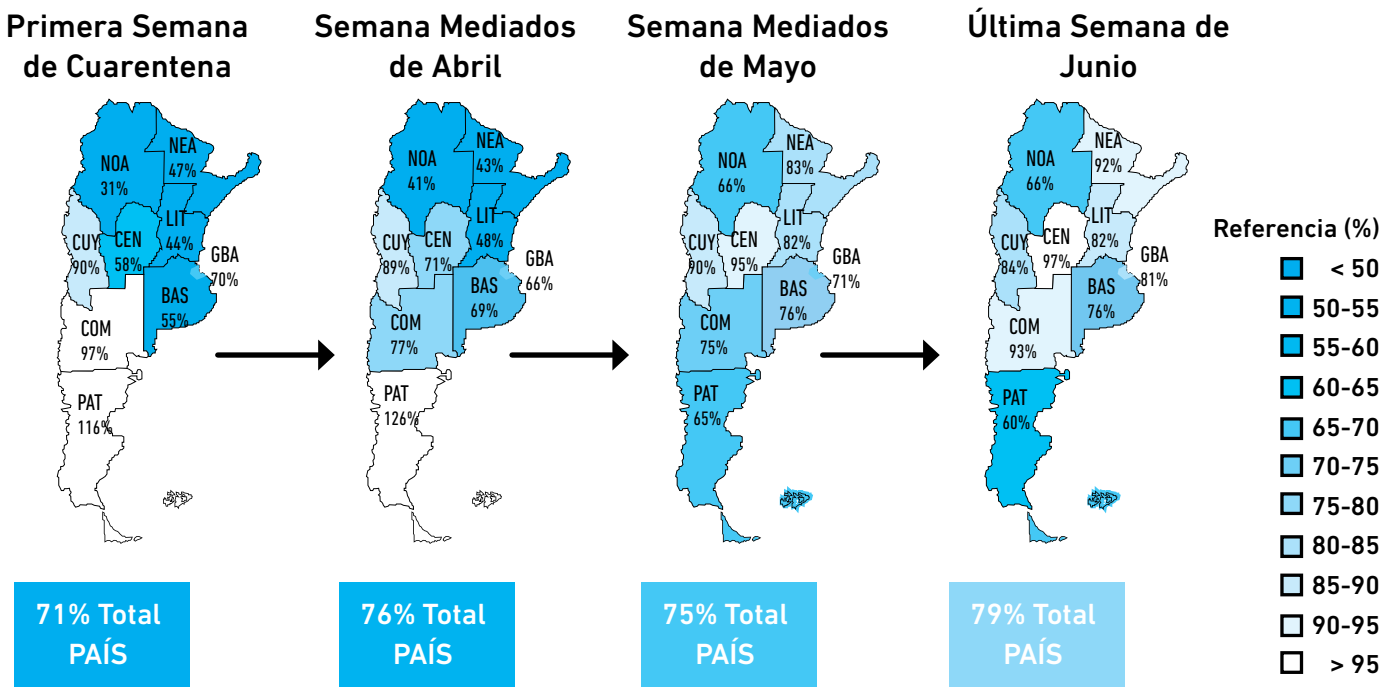 Primera Semana
de Cuarentena
NOA
31%
NEA
47%
LIT
44%
CUY
90%
CEN
58%
GBA
70%
BAS
55%
COM
97%
PAT
116%
71% Total
PAÍS
Semana Mediados
de Abril
NOA
41%
NEA
43%
LIT
48%
CUY
89%
CEN
71%
GBA
66%
BAS
69%
COM
77%
PAT
126%
76% Total
PAÍS
Semana Mediados
de Mayo
NOA
66%
NEA
83%
LIT
82%
CUY
90%
CEN
95%
GBA
71%
BAS
76%
COM
75%
PAT
65%
75% Total
PAÍS
Última Semana de
Junio
NOA
66%
NEA
92%
LIT
82%
CUY
84%
CEN
97%
GBA
81%
BAS
76%
COM
93%
PAT
60%
79% Total
PAÍS
Referencia (%)
< 50
50-55
55-60
60-65
65-70
70-75
75-80
80-85
85-90
90-95
> 95